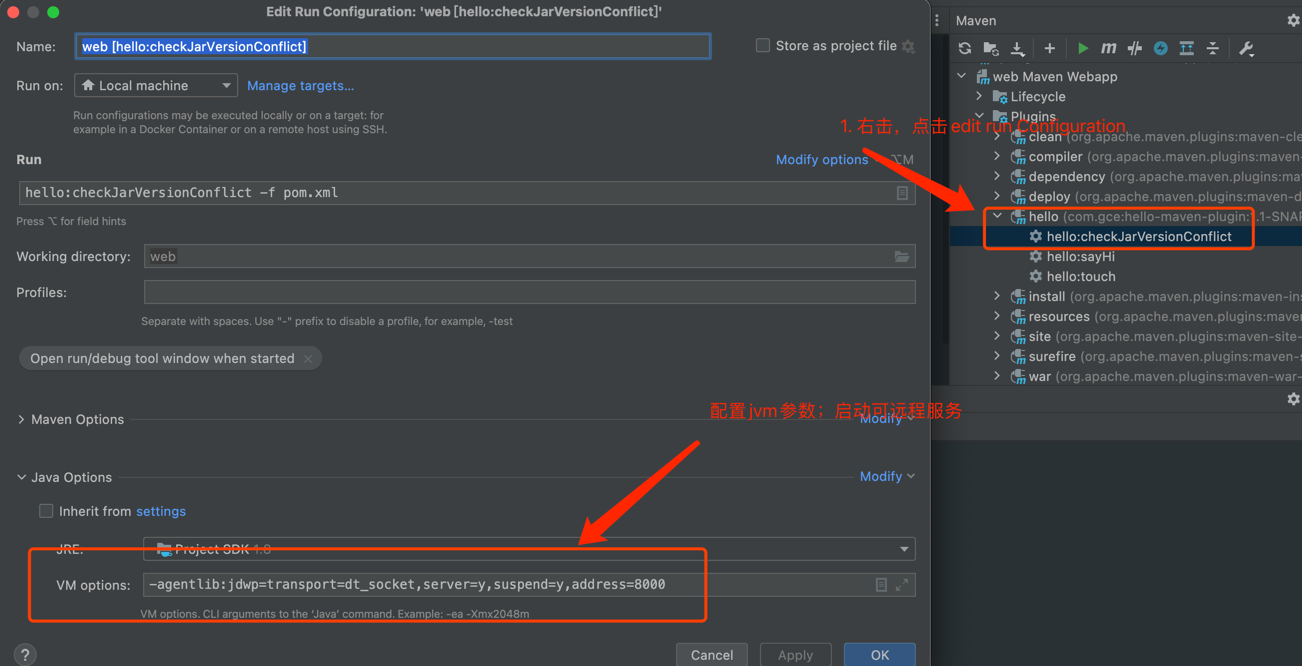 Edit Run Configuration: 'web [hello:checkJarVersionConflict]'
Name:
web [hello:checkJarVersionConflict]
Store as project file
Run on:
Local machine
Manage targets...
Run configurations may be executed locally or on a target: for
example in a Docker Container or on a remote host using SSH.
Run
Modify options
⌥M
hello:checkJarVersionConflict -f pom.xml
Press ⌥ for field hints
Working directory:
web
Profiles:
Separate with spaces. Use "-" prefix to disable a profile, for example, -test
Open run/debug tool window when started
Maven Options
Modify
配置jvm参数；启动可远程服务
Java Options
Modify
Inherit from settings
JRE:
Project SDK 1.8
VM options:
-agentlib:jdwp=transport=dt_socket,server=y,suspend=y,address=8000
VM options. CLI arguments to the 'Java' command. Example: -ea -Xmx2048m
?
Cancel
Apply
OK
Maven
web Maven Webapp
Lifecycle
Plugins
1. 右击，点击edit run Configuration
clean (org.apache.maven.plugins:maven-cle
compiler (org.apache.maven.plugins:maven-
dependency (org.apache.maven.plugins:ma
deploy (org.apache.maven.plugins:maven-d
hello (com.gce:hello-maven-plugin:1.1-SNAP
hello:checkJarVersionConflict
hello:sayHi
hello:touch
install (org.apache.maven.plugins:maven-ins
resources (org.apache.maven.plugins:maven
site (org.apache.maven.plugins:maven-site-
surefire (org.apache.maven.plugins:maven-s
war (org.apache.maven.plugins:maven-war-